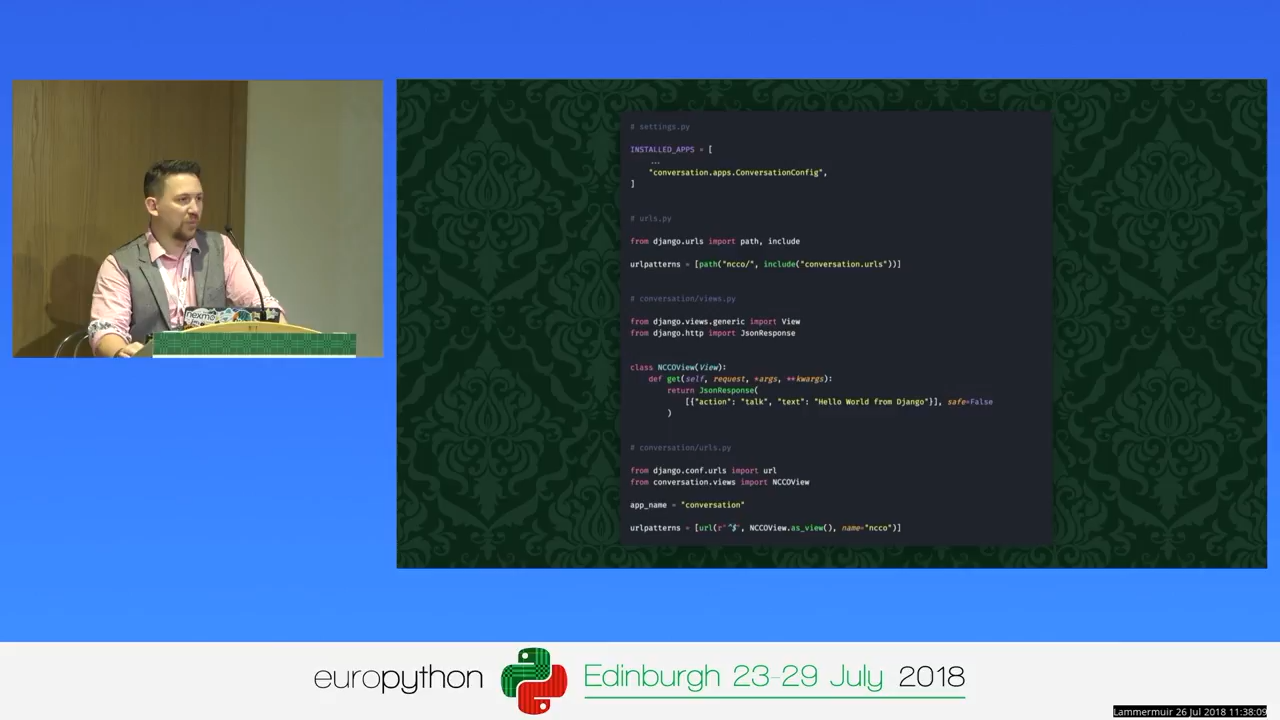 nexmo
# settings.py
INSTALLED_APPS = [
...
"conversation.apps.ConversationConfig",
]
# urls.py
from django.urls import path, include
urlpatterns = [path("ncco/", include("conversation.urls"))]
# conversation/views.py
from django.views.generic import View
from django.http import JsonResponse
class NCCOView(View):
def get(self, request, *args, **kwargs):
return JsonResponse(
[{"action": "talk", "text": "Hello World from Django"}], safe=False
)
# conversation/urls.py
from django.conf.urls import url
from conversation.views import NCCOView
app_name = "conversation"
urlpatterns = [url(r"^$", NCCOView.as_view(), name="ncco")]
europython
Edinburgh 23-29 July 2018
Lammermuir 26 Jul 2018 11:38:09